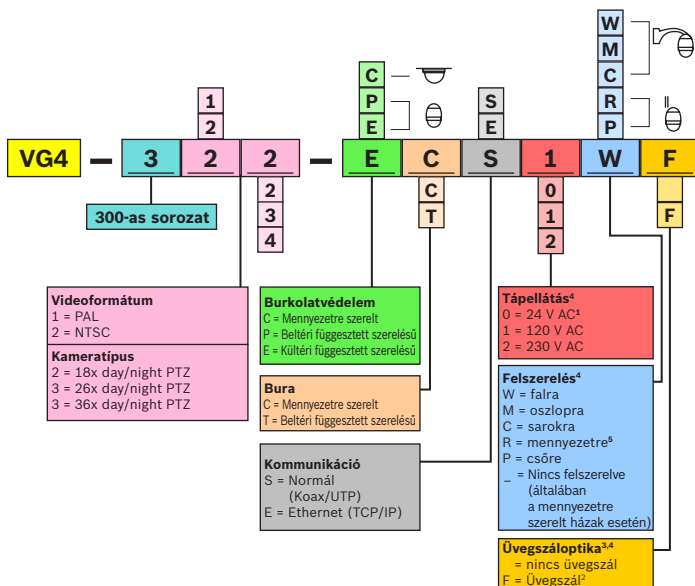 W
M
C
R
P
C
P
E
S
E
1
2
VG4 – 3 2 2 – E C S 1 W F
300-as sorozat
2
3
4
C
T
0
1
2
F
Videoformátum
1 = PAL
2 = NTSC
Kameratípus
2 = 18x day/night PTZ
3 = 26x day/night PTZ
3 = 36x day/night PTZ
Burkolatvédelem
C = Mennyezetre szerelt
P = Beltéri függesztett szerelésű
E = Kültéri függesztett szerelésű
Bura
C = Mennyezetre szerelt
T = Beltéri függesztett szerelésű
Kommunikáció
S = Normál
(Koax/UTP)
E = Ethernet (TCP/IP)
Tápellátás⁴
0 = 24 V AC¹
1 = 120 V AC
2 = 230 V AC
Felszerelés⁴
W = falra
M = oszlopra
C = sarokra
R = mennyezetre⁵
P = csőre
_ = Nincs felszerelve
(általában
a mennyezetre
szerelt házak esetén)
Üvegszáloptika³,⁴
= nincs üvegszál
F = Üvegszál²